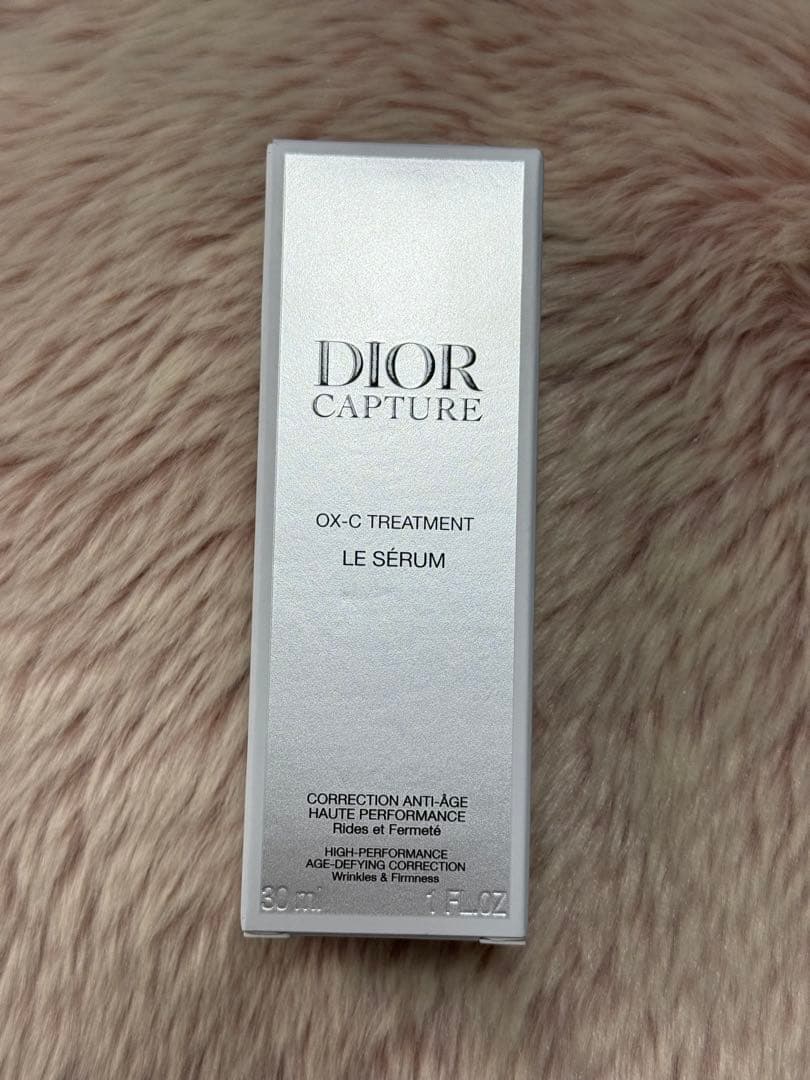 DIOR
CAPTURE
OX-C TREATMENT
LE SÉRUM
CORRECTION ANTI-ÂGE
HAUTE PERFORMANCE
Rides et Fermeté
HIGH-PERFORMANCE
AGE-DEFYING CORRECTION
Wrinkles & Firmness
30 ml 1 FL.OZ